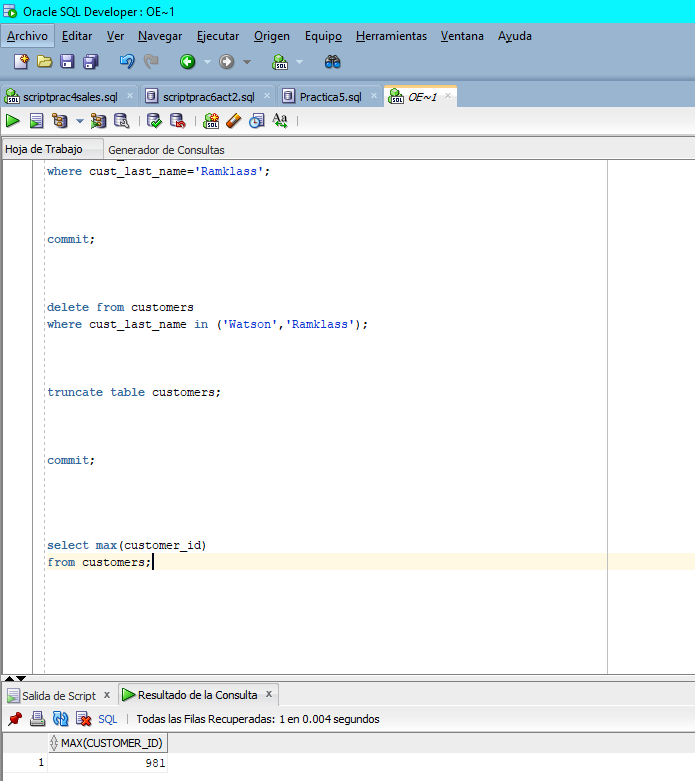 Oracle SQL Developer : OE~1
Archivo Editar Ver Navegar Ejecutar Origen Equipo Herramientas Ventana Ayuda
SQL
scriptprac4sales.sql × scriptprac6act2.sql × Practica5.sql × OE~1 ×
Hoja de Trabajo Generador de Consultas
where cust_last_name='Ramklass';
commit;
delete from customers
where cust_last_name in ('Watson','Ramklass');
truncate table customers;
commit;
select max(customer_id)
from customers;
Salida de Script x Resultado de la Consulta x
SQL | Todas las Filas Recuperadas: 1 en 0.004 segundos
MAX(CUSTOMER_ID)
1 981